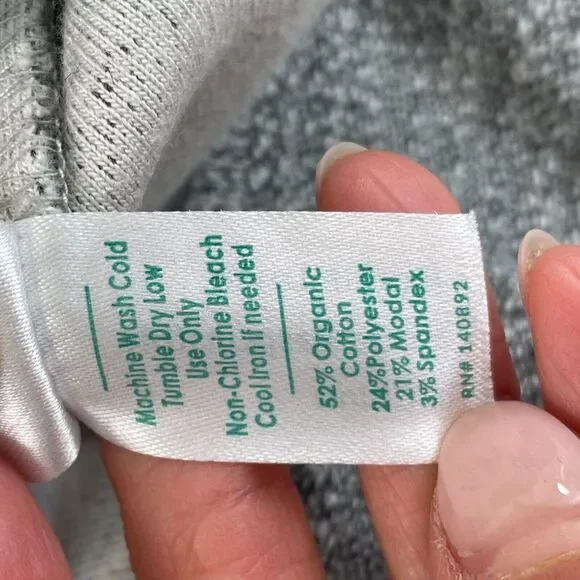 Machine Wash Cold
Tumble Dry Low
Use Only
Non-Chlorine Bleach
Cool Iron If needed
52% Organic
Cotton
24%Polyester
21% Modal
3% Spandex
RN# 140892